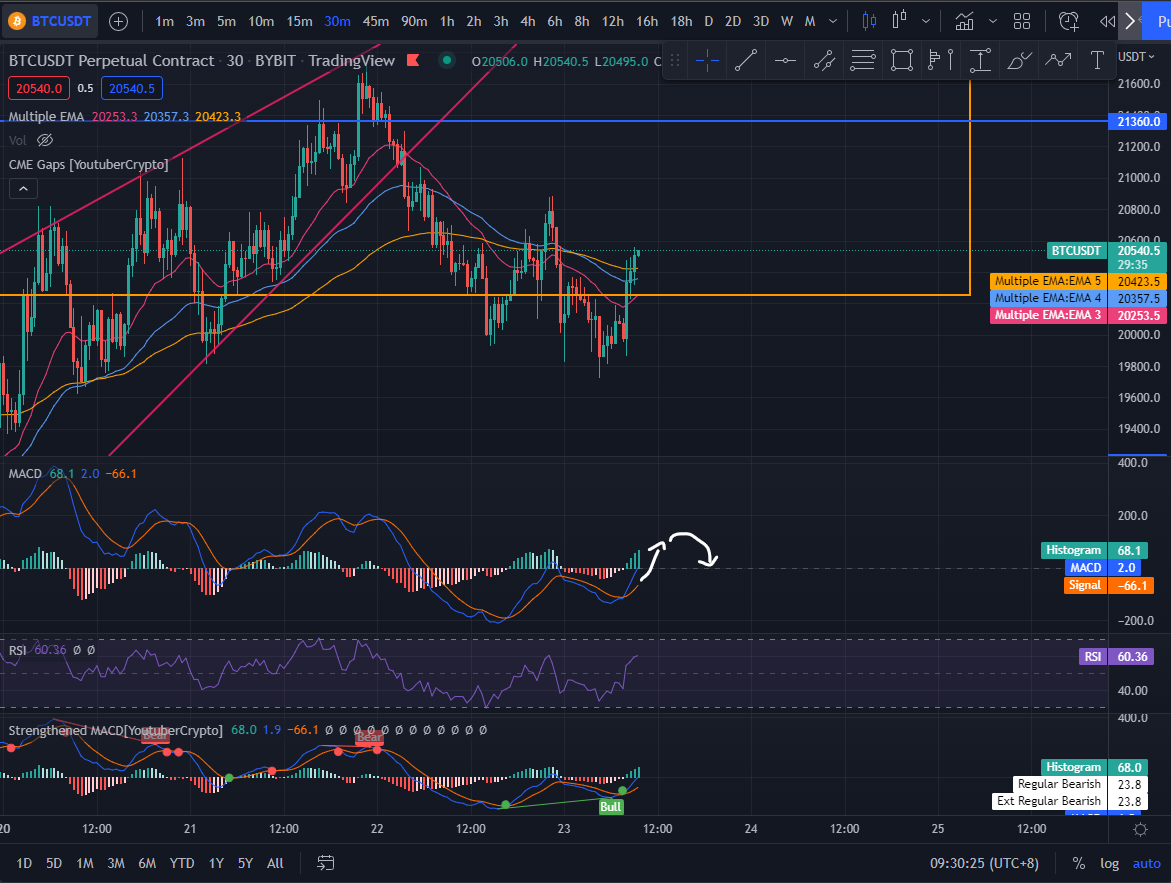 BTCUSDT 1m 3m 5m 10m 15m 30m 45m 90m 1h 2h 3h 4h 6h 8h 12h 16h 18h D 2D 3D W M Pu
BTCUSDT Perpetual Contract · 30 · BYBIT · TradingView O20506.0 H20540.5 L20495.0 C
USDT
20540.0 0.5 20540.5
Multiple EMA 20253.3 20357.3 20423.3
Vol
CME Gaps [YoutuberCrypto]
21600.0
21360.0
21200.0
21000.0
20800.0
20600.0
BTCUSDT 20540.5
29:35
Multiple EMA:EMA 5 20423.5
Multiple EMA:EMA 4 20357.5
Multiple EMA:EMA 3 20253.5
20000.0
19800.0
19600.0
19400.0
MACD 68.1 2.0 −66.1
400.0
200.0
Histogram 68.1
MACD 2.0
Signal −66.1
−200.0
RSI 60.36 Ø Ø
RSI 60.36
40.00
Strengthened MACD[YoutuberCrypto] 68.0 1.9 −66.1 Ø Ø Ø Ø Ø Ø Ø Ø Ø Ø Ø Ø
400.0
Bear
Bear
Bull
Histogram 68.0
Regular Bearish 23.8
Ext Regular Bearish 23.8
20 12:00 21 12:00 22 12:00 23 12:00 24 12:00 25 12:00
1D 5D 1M 3M 6M YTD 1Y 5Y All 09:30:25 (UTC+8) % log auto